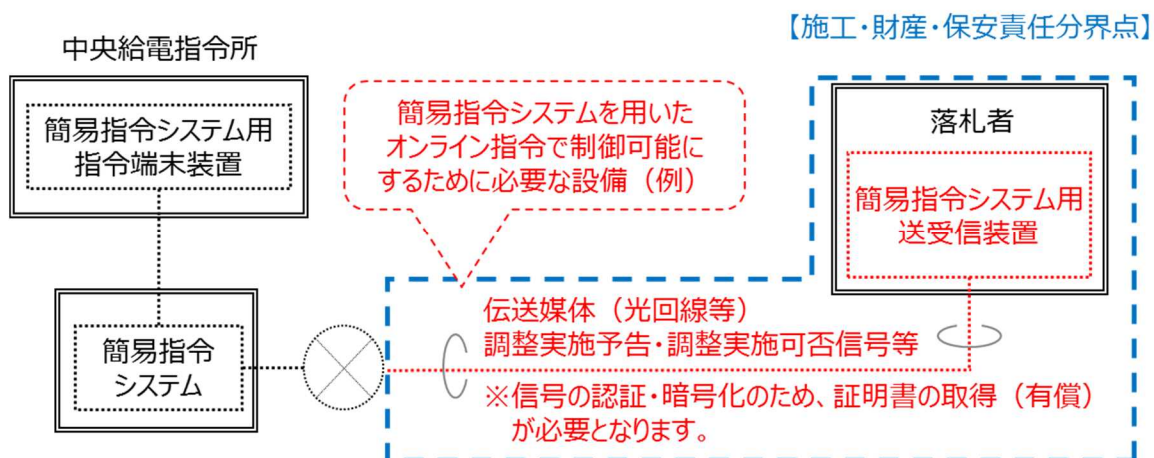 【施工・財産・保安責任分界点】
中央給電指令所
簡易指令システム用
指令端末装置
簡易指令システムを用いた
オンライン指令で制御可能に
するために必要な設備（例）
落札者
簡易指令システム用
送受信装置
簡易指令
システム
伝送媒体（光回線等）
調整実施予告・調整実施可否信号等
※信号の認証・暗号化のため、証明書の取得（有償）
が必要となります。